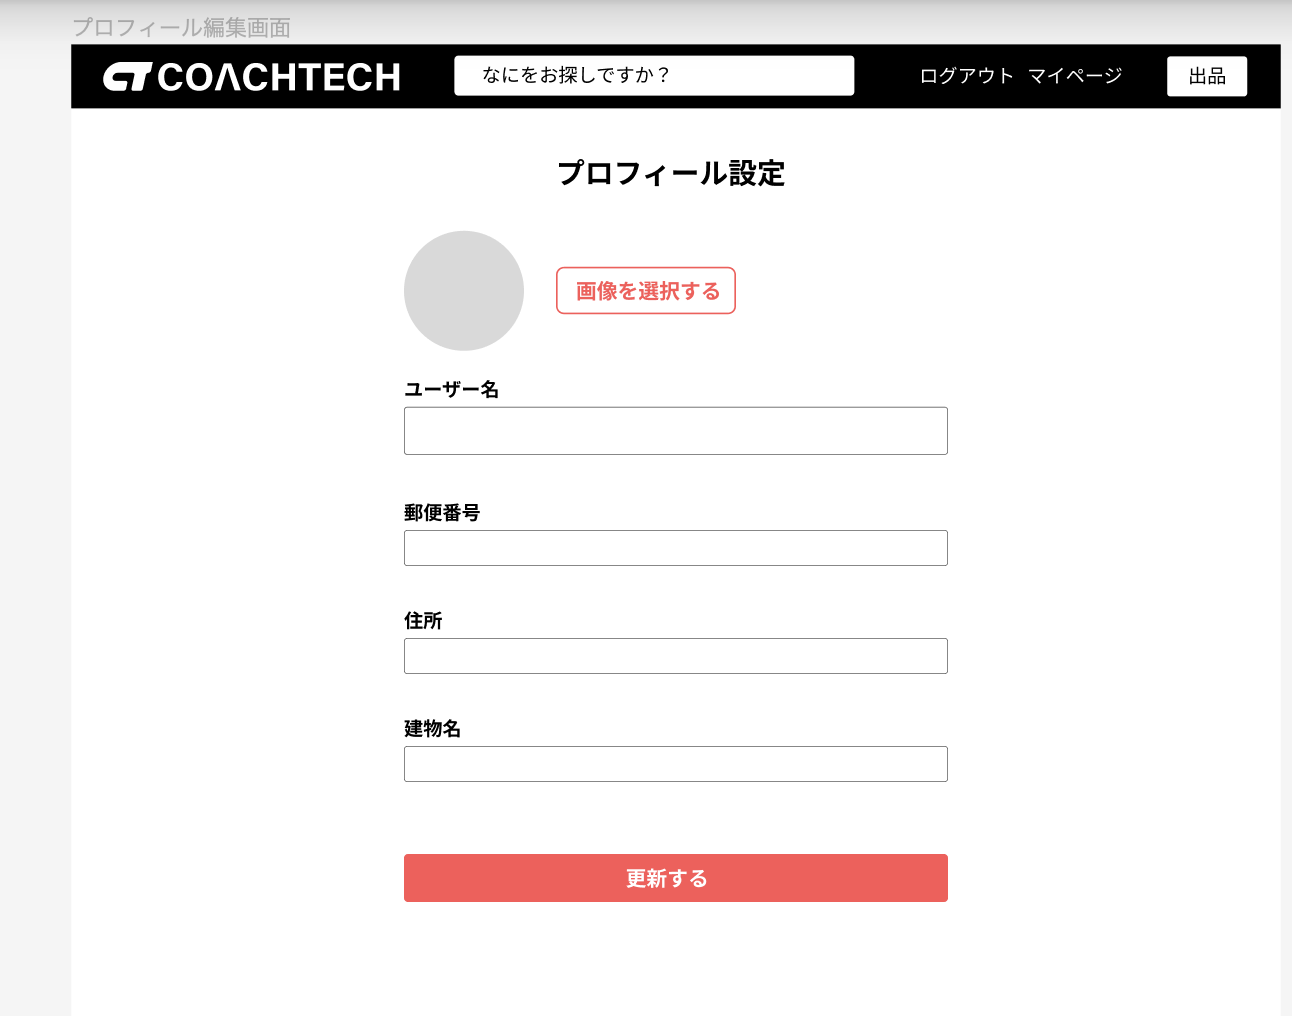 プロフィール編集画面
COACHTECH なにをお探しですか？ ログアウト マイページ 出品
プロフィール設定
画像を選択する
ユーザー名
郵便番号
住所
建物名
更新する